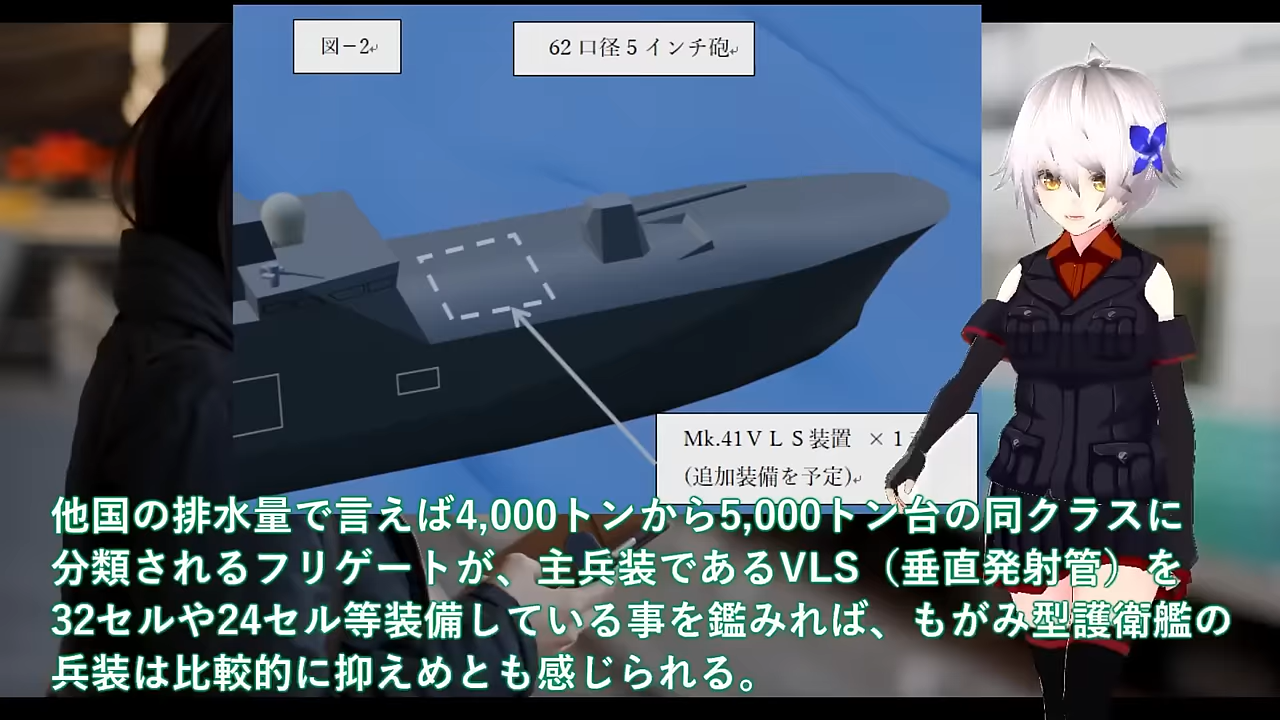 図－2
62口径5インチ砲
Mk.41ＶＬＳ装置 × 1
(追加装備を予定)
他国の排水量で言えば4,000トンから5,000トン台の同クラスに
分類されるフリゲートが、主兵装であるVLS（垂直発射管）を
32セルや24セル等装備している事を鑑みれば、もがみ型護衛艦の
兵装は比較的に抑えめとも感じられる。